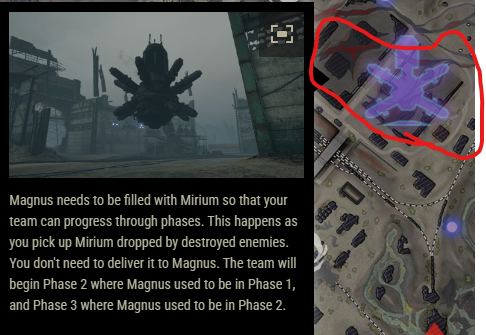 Magnus needs to be filled with Mirium so that your
team can progress through phases. This happens as
you pick up Mirium dropped by destroyed enemies.
You don't need to deliver it to Magnus. The team will
begin Phase 2 where Magnus used to be in Phase 1,
and Phase 3 where Magnus used to be in Phase 2.